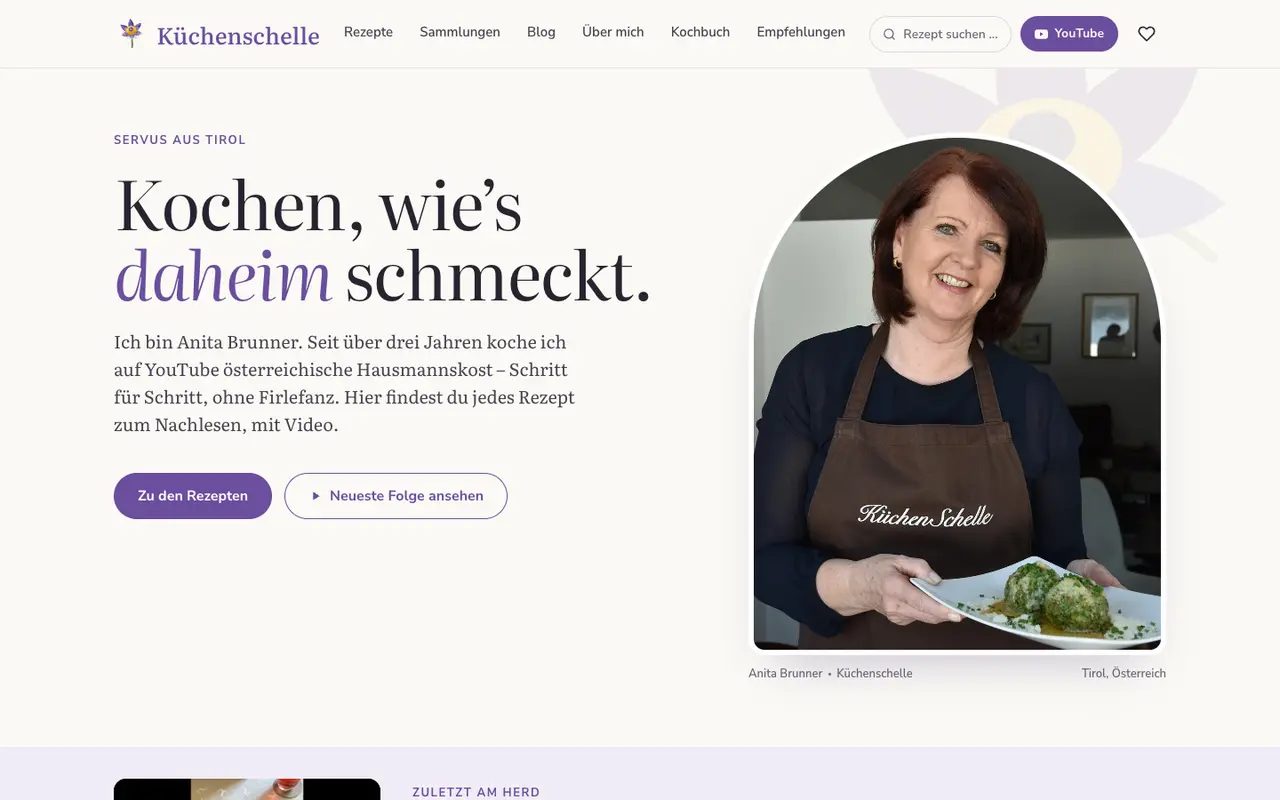 Küchenschelle
Rezepte
Sammlungen
Blog
Über mich
Kochbuch
Empfehlungen
Rezept suchen ...
YouTube
SERVUS AUS TIROL
Kochen, wie’s
daheim schmeckt.
Ich bin Anita Brunner. Seit über drei Jahren koche ich
auf YouTube österreichische Hausmannskost – Schritt
für Schritt, ohne Firlefanz. Hier findest du jedes Rezept
zum Nachlesen, mit Video.
Zu den Rezepten
Neueste Folge ansehen
KüchenSchelle
Anita Brunner • Küchenschelle
Tirol, Österreich
ZULETZT AM HERD